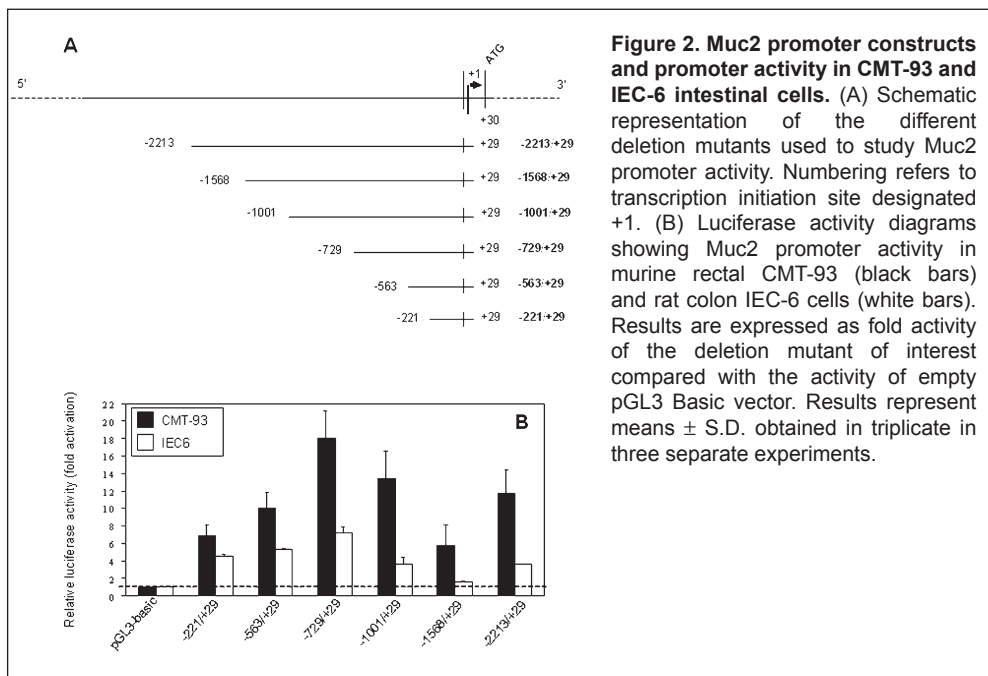 A
5'
ATG
+1
3'
+30
-2213 +29 -2213/+29
-1568 +29 -1568/+29
-1001 +29 -1001/+29
-729 +29 -729/+29
-563 +29 -563/+29
-221 +29 -221/+29
B
Relative luciferase activity (fold activation)
22
20
18
16
14
12
10
8
6
4
2
0
CMT-93
IEC6
pGL3-basic
-221/+29
-563/+29
-729/+29
-1001/+29
-1568/+29
-2213/+29
Figure 2. Muc2 promoter constructs
and promoter activity in CMT-93 and
IEC-6 intestinal cells. (A) Schematic
representation of the different
deletion mutants used to study Muc2
promoter activity. Numbering refers to
transcription initiation site designated
+1. (B) Luciferase activity diagrams
showing Muc2 promoter activity in
murine rectal CMT-93 (black bars)
and rat colon IEC-6 cells (white bars).
Results are expressed as fold activity
of the deletion mutant of interest
compared with the activity of empty
pGL3 Basic vector. Results represent
means ± S.D. obtained in triplicate in
three separate experiments.